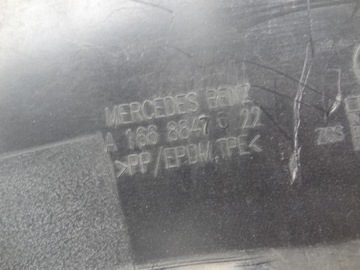 MERCEDES BENZ
A 166 8847 6 22
>PP/EPDM,TPE<